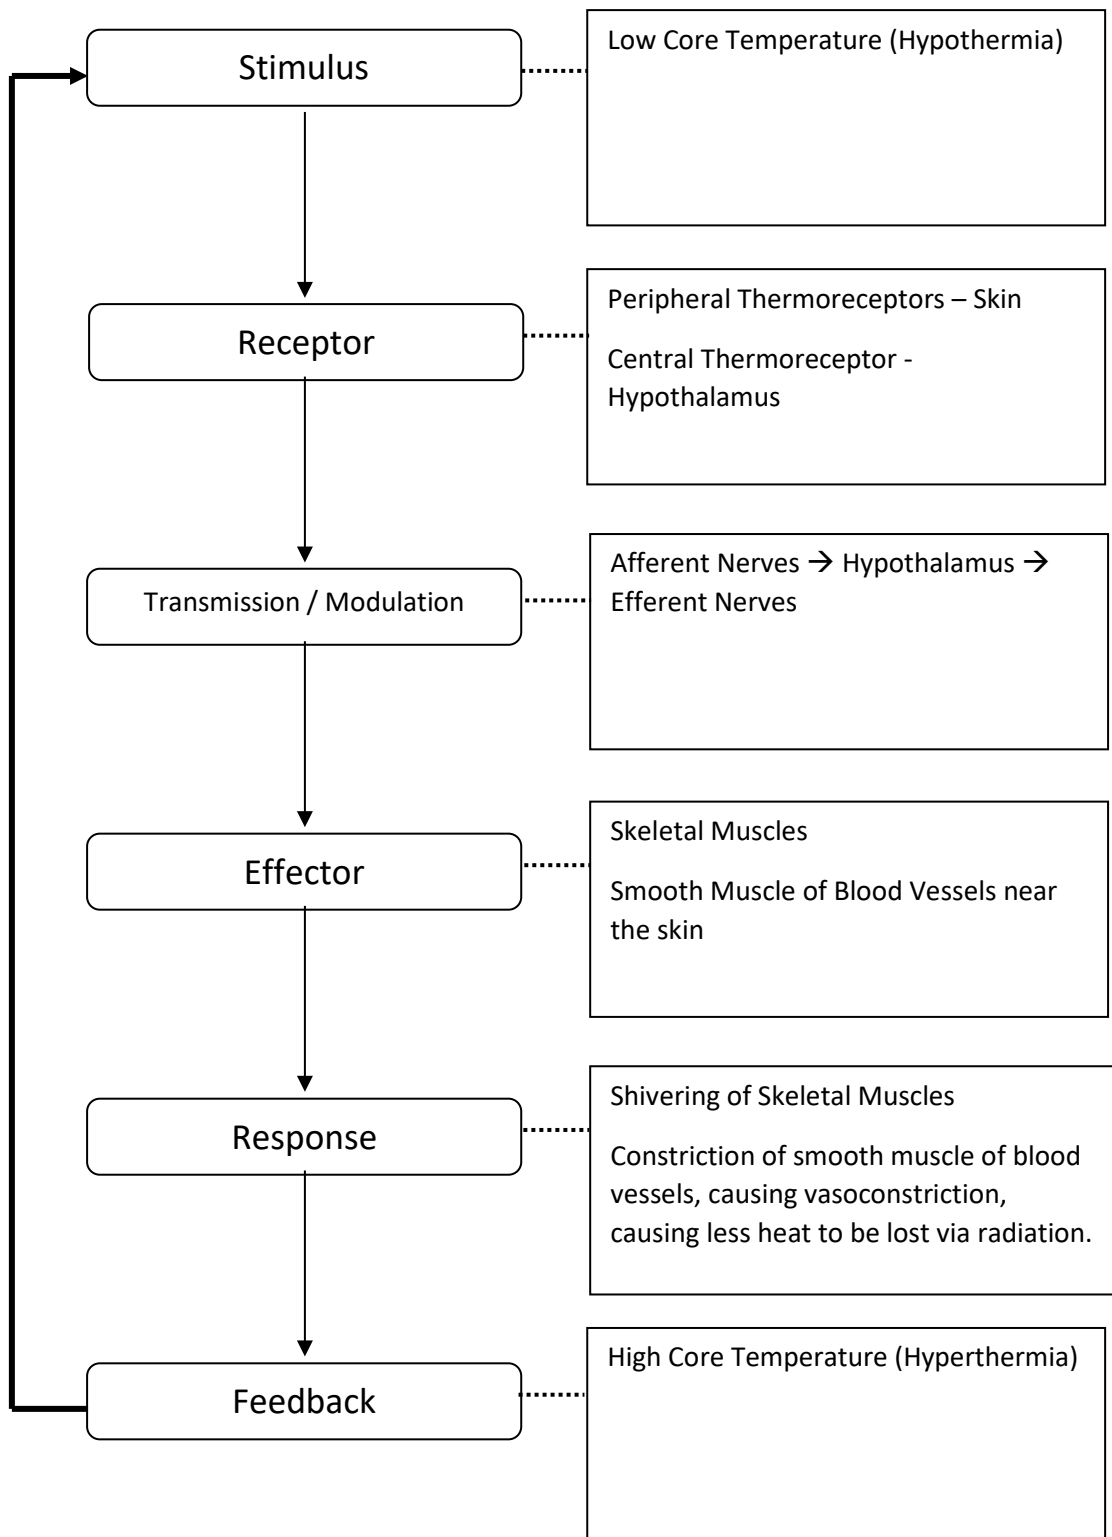 Stimulus
Low Core Temperature (Hypothermia)
Receptor
Peripheral Thermoreceptors – Skin
Central Thermoreceptor -
Hypothalamus
Transmission / Modulation
Afferent Nerves → Hypothalamus →
Efferent Nerves
Effector
Skeletal Muscles
Smooth Muscle of Blood Vessels near
the skin
Response
Shivering of Skeletal Muscles
Constriction of smooth muscle of blood
vessels, causing vasoconstriction,
causing less heat to be lost via radiation.
Feedback
High Core Temperature (Hyperthermia)